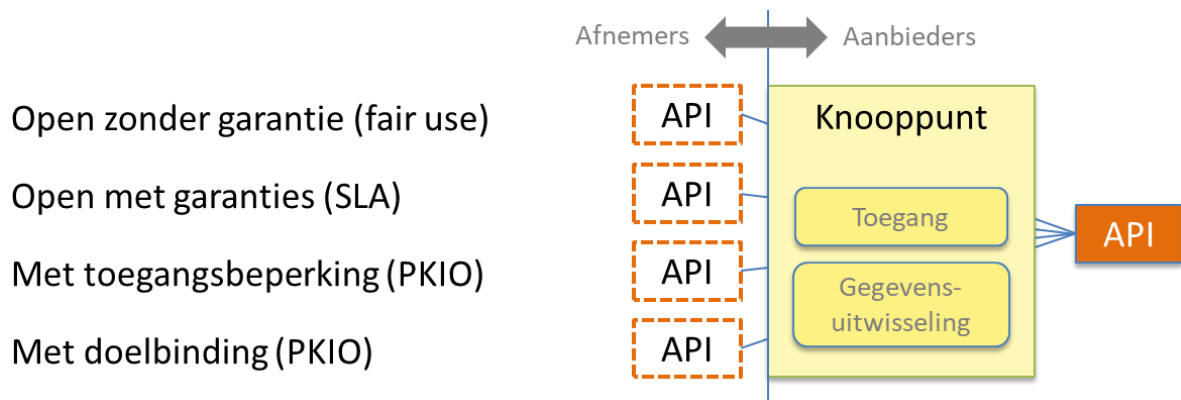 Afnemers
Aanbieders
Open zonder garantie (fair use)
API
Knooppunt
Open met garanties (SLA)
API
Toegang
API
Met toegangsbeperking (PKIO)
API
Gegevens-
uitwisseling
Met doelbinding (PKIO)
API